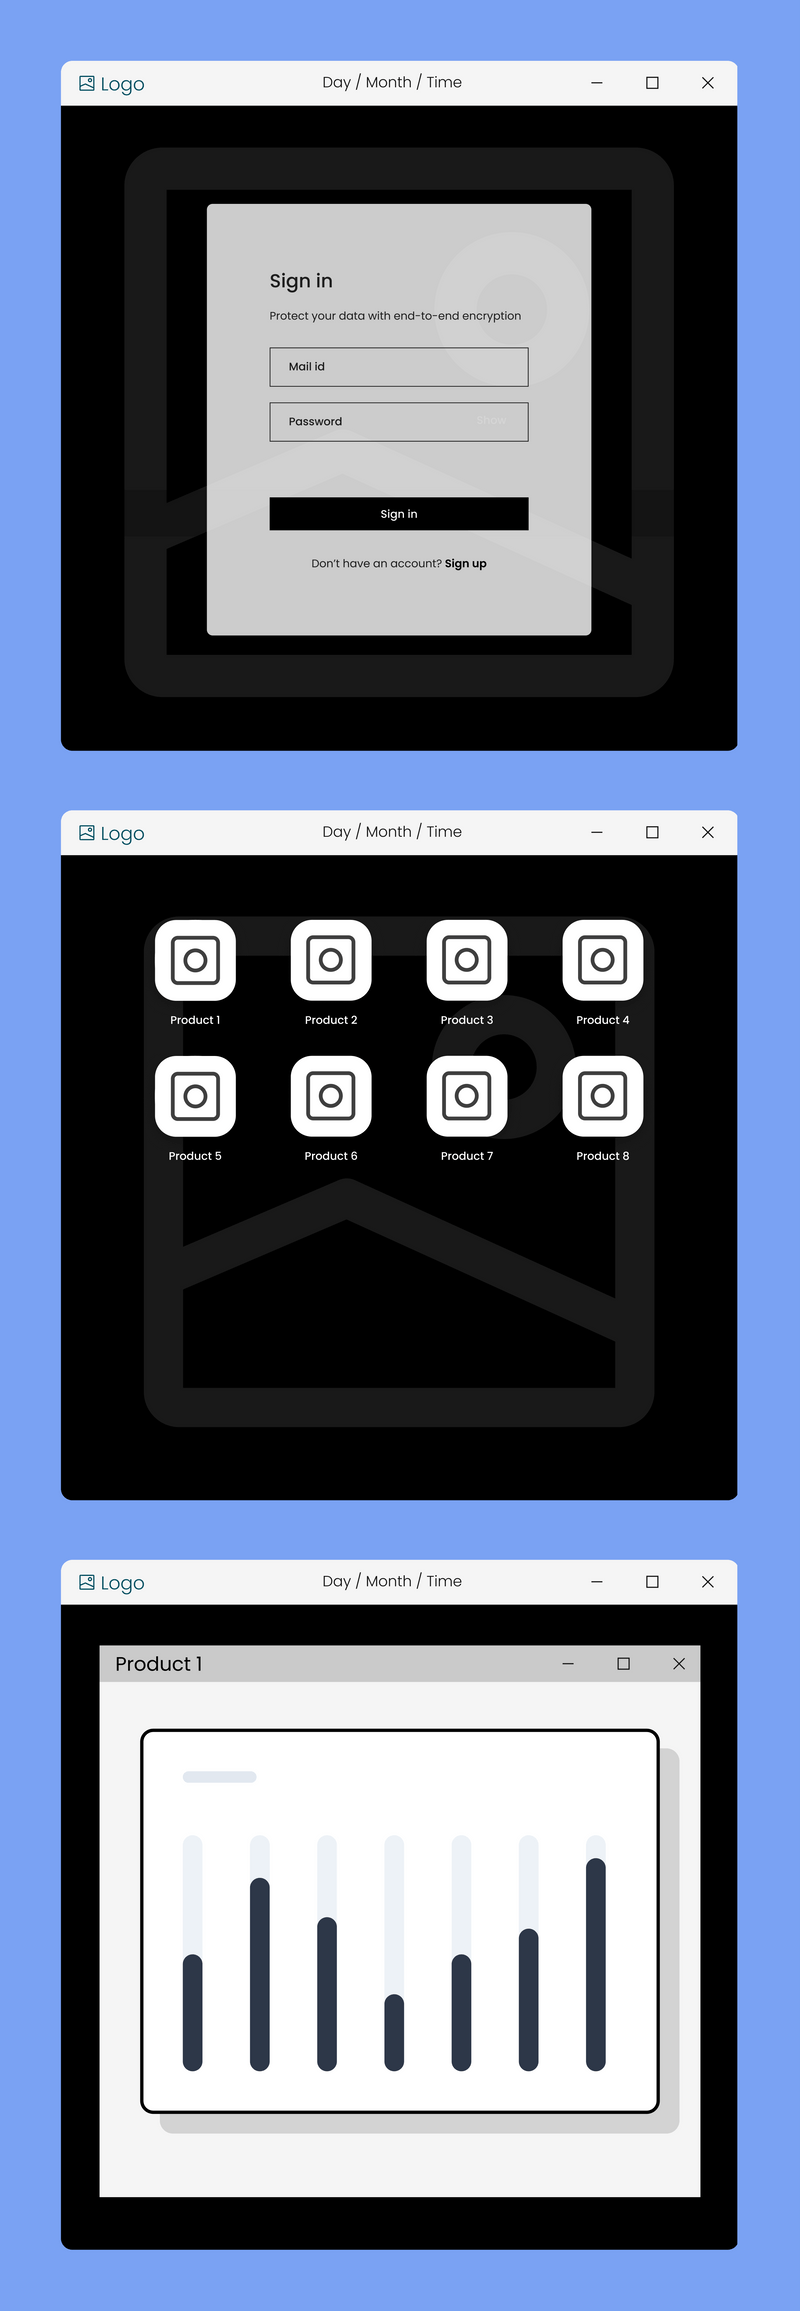 Logo
Day / Month / Time
Sign in
Protect your data with end-to-end encryption
Mail id
Password
Show
Sign in
Don't have an account? Sign up
Logo
Day / Month / Time
Product 1
Product 2
Product 3
Product 4
Product 5
Product 6
Product 7
Product 8
Logo
Day / Month / Time
Product 1